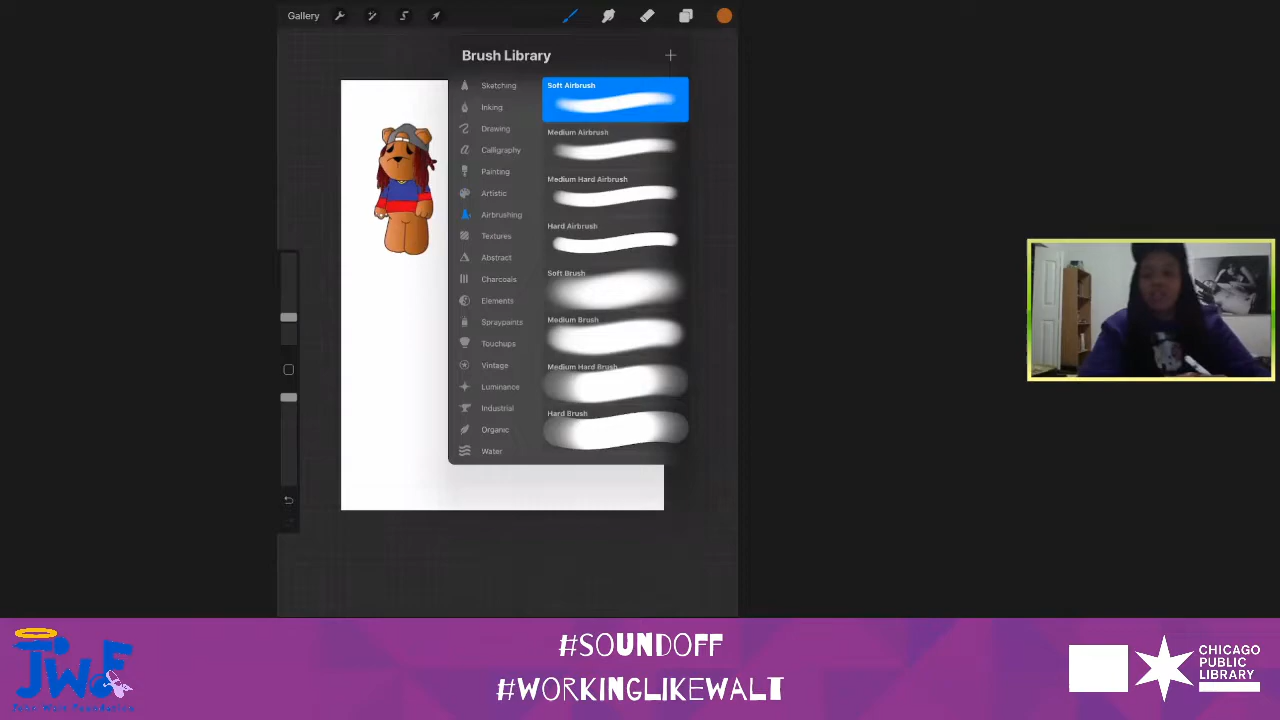 Gallery
Brush Library
Sketching
Inking
Drawing
Calligraphy
Painting
Artistic
Airbrushing
Textures
Abstract
Charcoals
Elements
Spraypaints
Touchups
Vintage
Luminance
Industrial
Organic
Water
Soft Airbrush
Medium Airbrush
Medium Hard Airbrush
Hard Airbrush
Soft Brush
Medium Brush
Medium Hard Brush
Hard Brush
JWF
#SOUNDOFF
#WORKINGLIKEWALT
CHICAGO
PUBLIC
LIBRARY